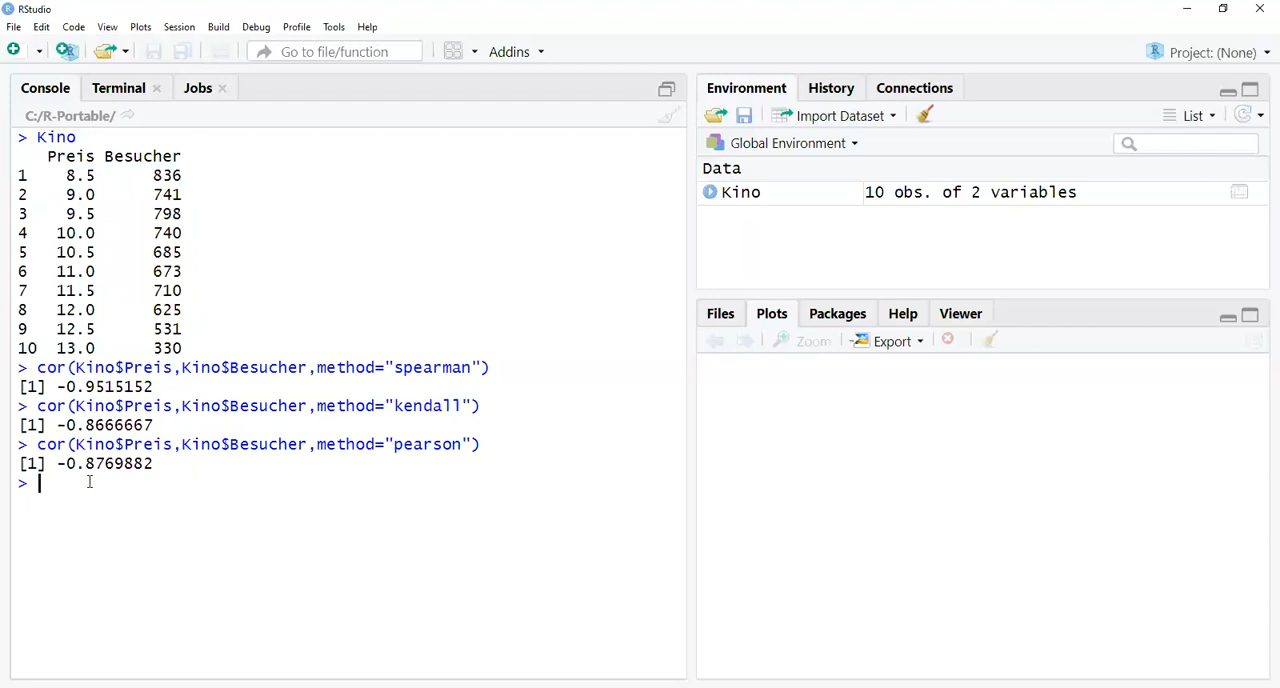 RStudio
File Edit Code View Plots Session Build Debug Profile Tools Help
Go to file/function Addins Project: (None)
Console Terminal Jobs
C:/R-Portable/
> Kino
Preis Besucher
1 8.5 836
2 9.0 741
3 9.5 798
4 10.0 740
5 10.5 685
6 11.0 673
7 11.5 710
8 12.0 625
9 12.5 531
10 13.0 330
> cor(Kino$Preis,Kino$Besucher,method="spearman")
[1] -0.9515152
> cor(Kino$Preis,Kino$Besucher,method="kendall")
[1] -0.8666667
> cor(Kino$Preis,Kino$Besucher,method="pearson")
[1] -0.8769882
>
Environment History Connections
Import Dataset List
Global Environment
Data
Kino 10 obs. of 2 variables
Files Plots Packages Help Viewer
Zoom Export